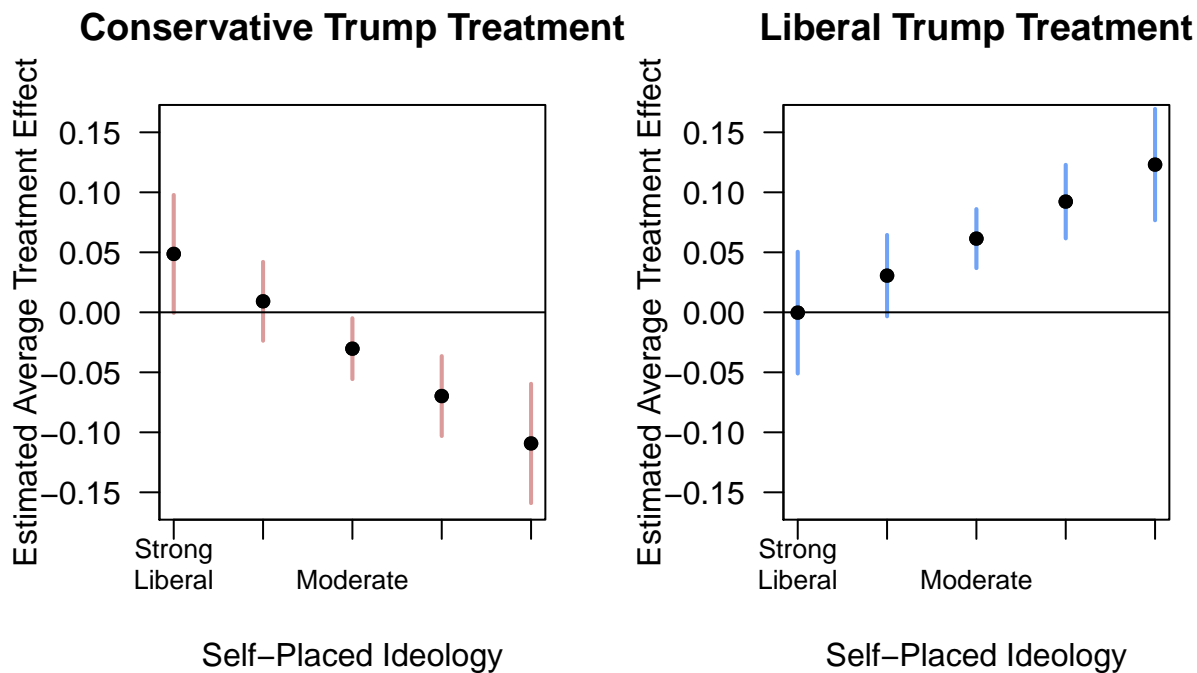 Conservative Trump Treatment
Estimated Average Treatment Effect
0.15
0.10
0.05
0.00
−0.05
−0.10
−0.15
Strong
Liberal
Moderate
Self−Placed Ideology
Liberal Trump Treatment
Estimated Average Treatment Effect
0.15
0.10
0.05
0.00
−0.05
−0.10
−0.15
Strong
Liberal
Moderate
Self−Placed Ideology